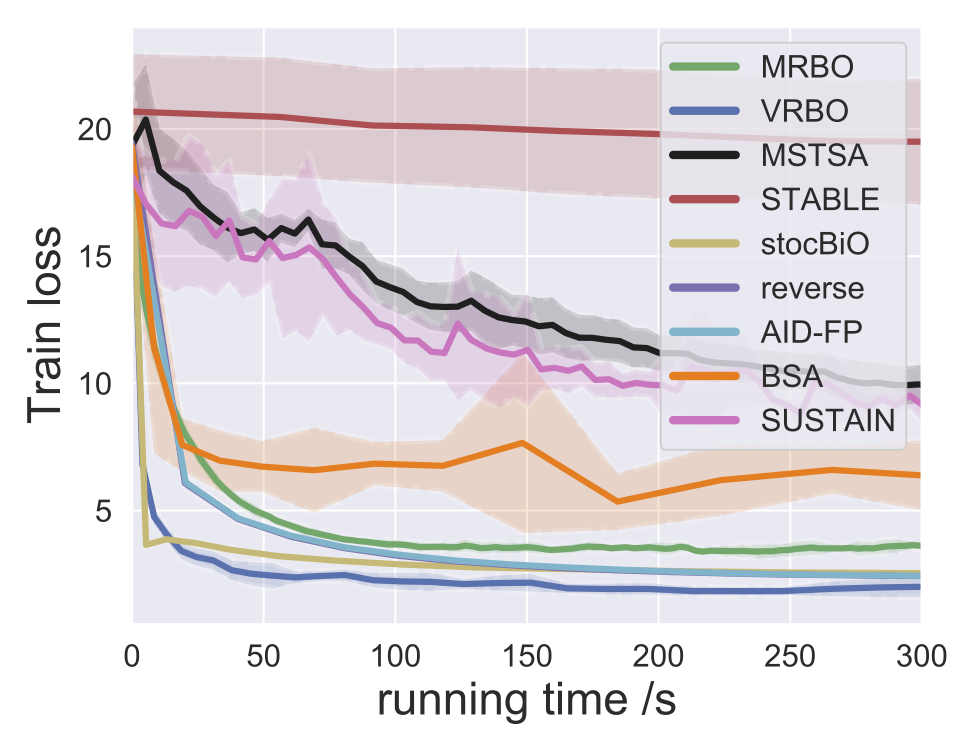 Train loss
20
15
10
5
0 50 100 150 200 250 300
running time /s
MRBO
VRBO
MSTSA
STABLE
stocBiO
reverse
AID-FP
BSA
SUSTAIN